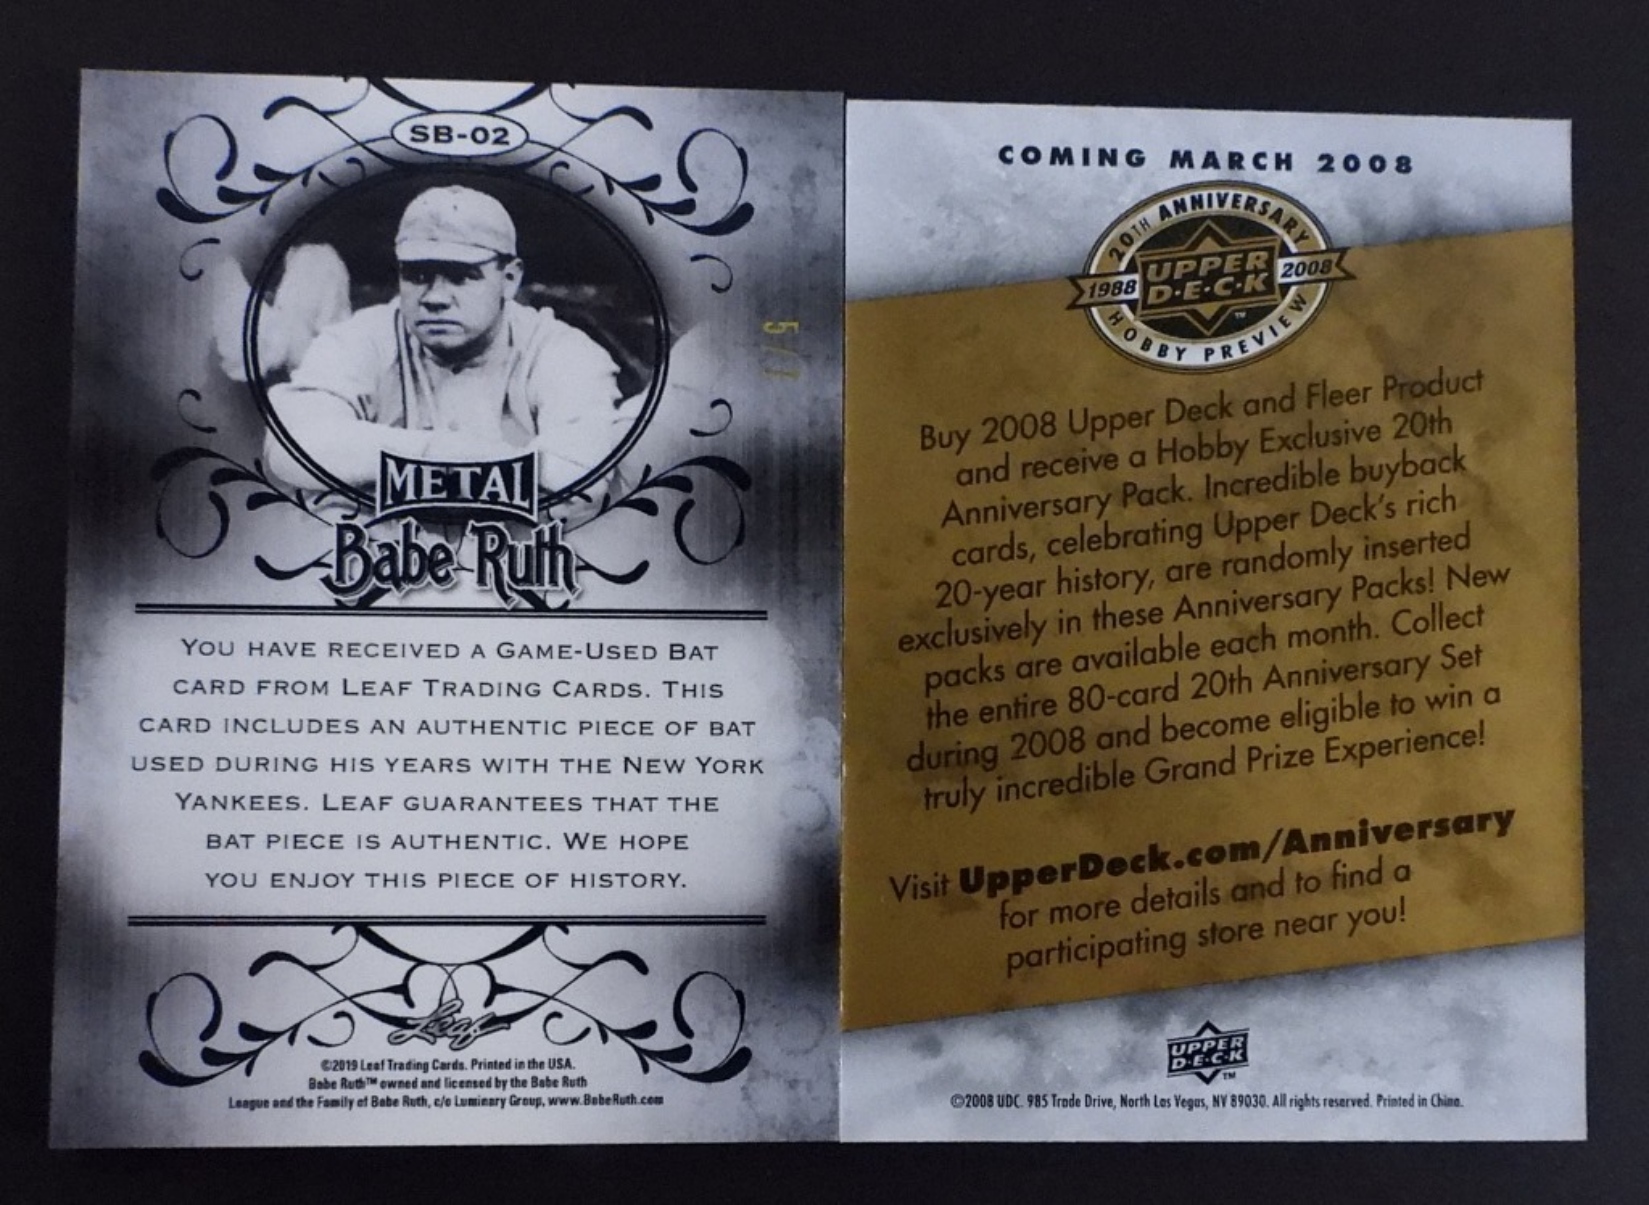 SB-02
METAL
Babe Ruth
YOU HAVE RECEIVED A GAME-USED BAT
CARD FROM LEAF TRADING CARDS. THIS
CARD INCLUDES AN AUTHENTIC PIECE OF BAT
USED DURING HIS YEARS WITH THE NEW YORK
YANKEES. LEAF GUARANTEES THAT THE
BAT PIECE IS AUTHENTIC. WE HOPE
YOU ENJOY THIS PIECE OF HISTORY.
Leaf
©2019 Leaf Trading Cards. Printed in the USA.
Babe Ruth™ owned and licensed by the Babe Ruth
League and the Family of Babe Ruth, c/o Luminary Group, www.BabeRuth.com
COMING MARCH 2008
20TH ANNIVERSARY
1988 UPPER D·E·C·K 2008
™
HOBBY PREVIEW
Buy 2008 Upper Deck and Fleer Product
and receive a Hobby Exclusive 20th
Anniversary Pack. Incredible buyback
cards, celebrating Upper Deck's rich
20-year history, are randomly inserted
exclusively in these Anniversary Packs! New
packs are available each month. Collect
the entire 80-card 20th Anniversary Set
during 2008 and become eligible to win a
truly incredible Grand Prize Experience!
Visit UpperDeck.com/Anniversary
for more details and to find a
participating store near you!
UPPER
D·E·C·K
™
©2008 UDC. 985 Trade Drive, North Las Vegas, NV 89030. All rights reserved. Printed in China.